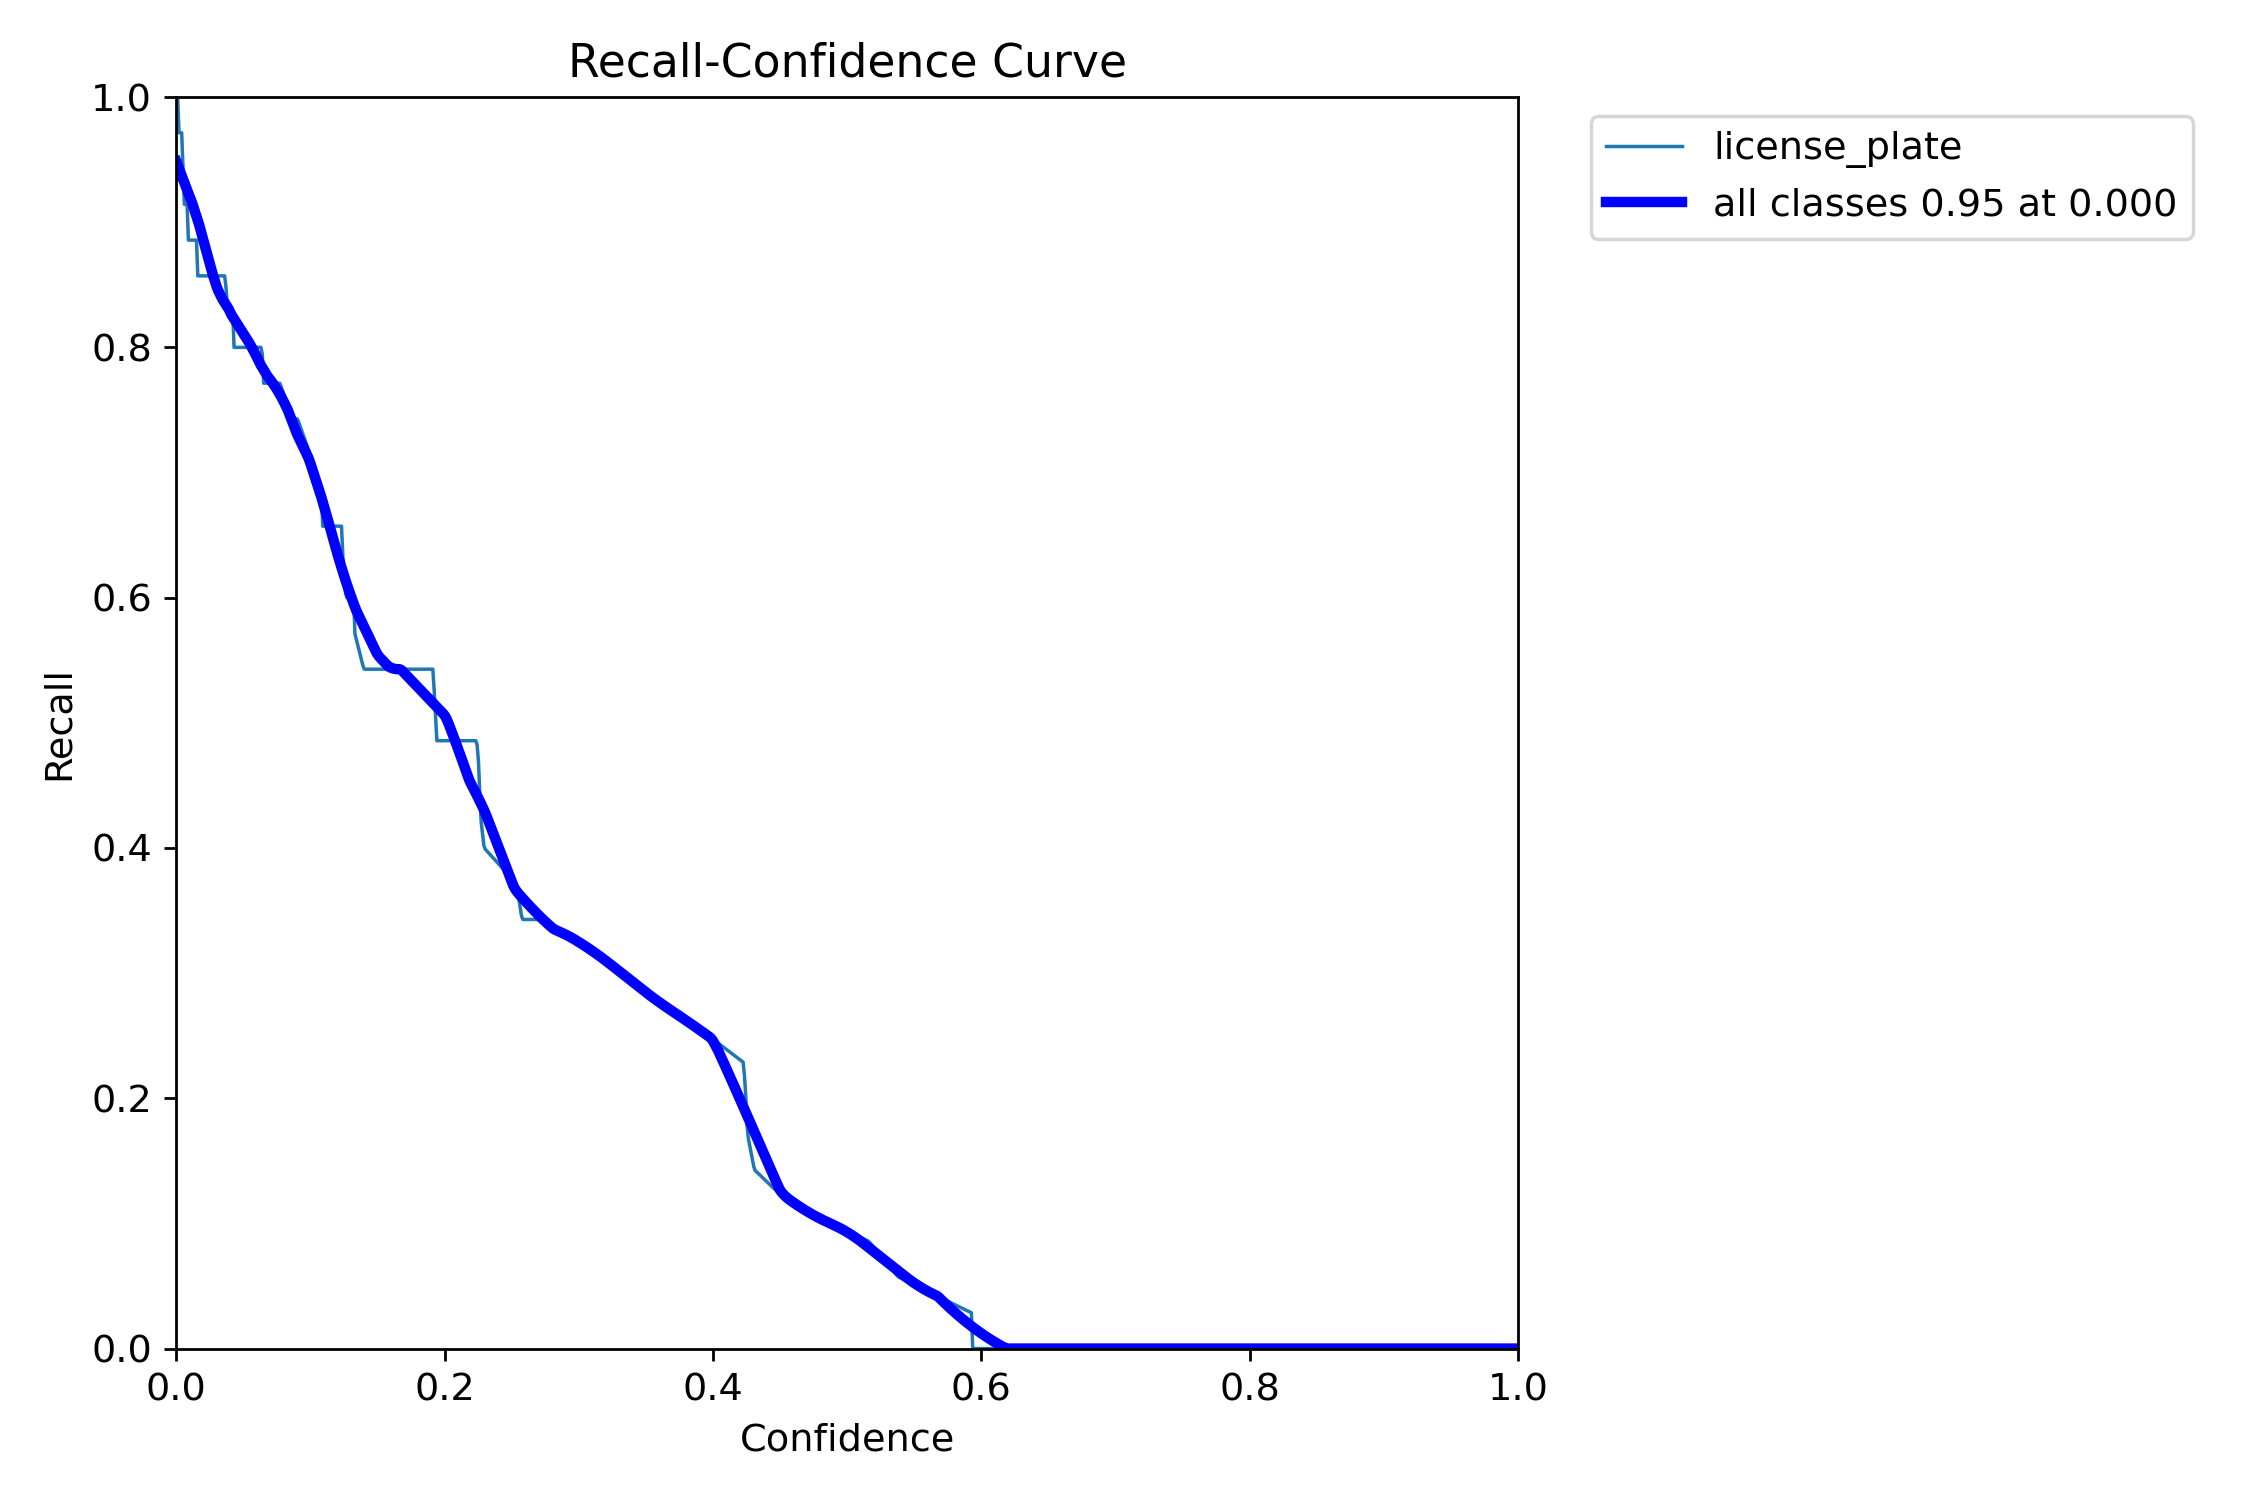 Recall-Confidence Curve
1.0
0.8
0.6
0.4
0.2
0.0
Recall
0.0 0.2 0.4 0.6 0.8 1.0
Confidence
license_plate
all classes 0.95 at 0.000